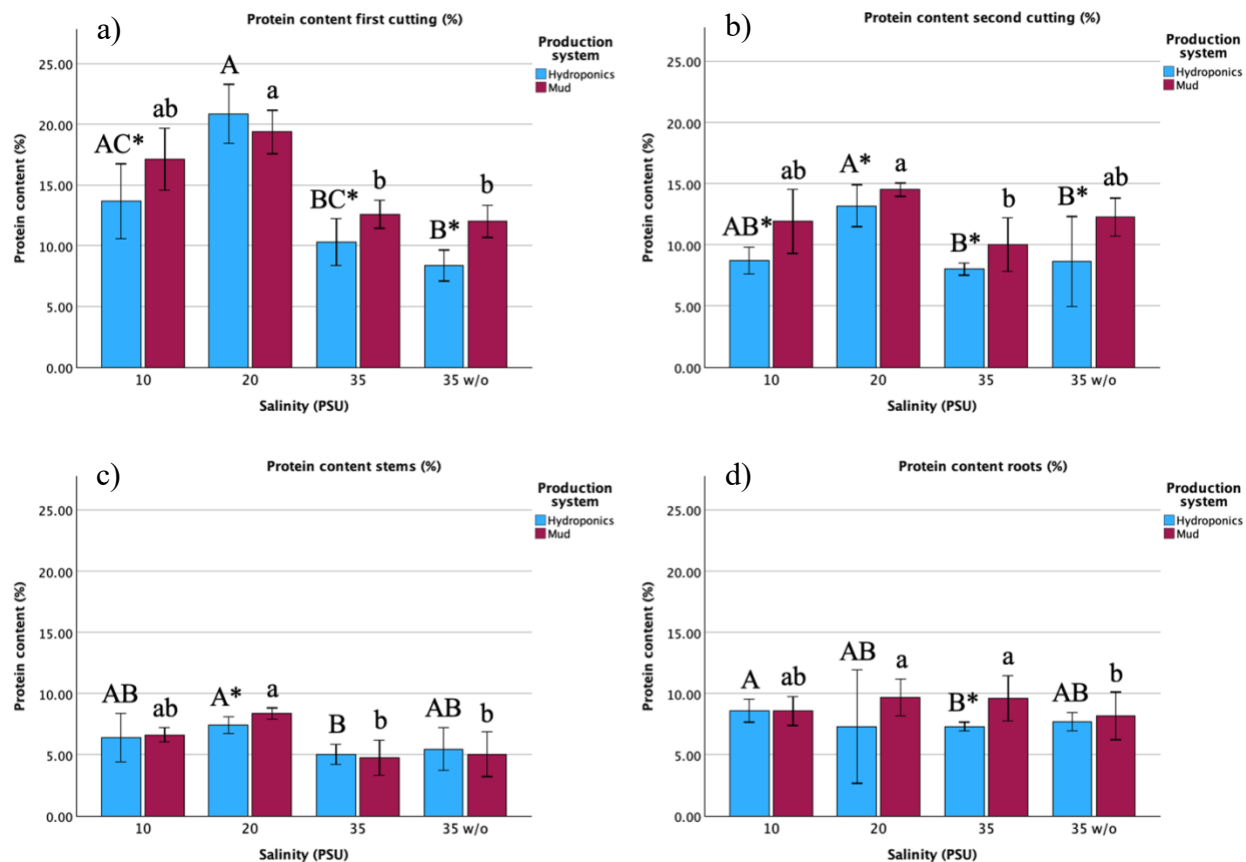 a)
Protein content first cutting (%)
Production
system
Hydroponics
Mud
Protein content (%)
25.00
20.00
15.00
10.00
5.00
0.00
AC*
ab
A
a
BC*
b
B*
b
10
20
35
35 w/o
Salinity (PSU)
b)
Protein content second cutting (%)
Production
system
Hydroponics
Mud
Protein content (%)
25.00
20.00
15.00
10.00
5.00
0.00
AB*
ab
A*
a
B*
b
B*
ab
10
20
35
35 w/o
Salinity (PSU)
c)
Protein content stems (%)
Production
system
Hydroponics
Mud
Protein content (%)
25.00
20.00
15.00
10.00
5.00
0.00
AB
ab
A*
a
B
b
AB
b
10
20
35
35 w/o
Salinity (PSU)
d)
Protein content roots (%)
Production
system
Hydroponics
Mud
Protein content (%)
25.00
20.00
15.00
10.00
5.00
0.00
A
ab
AB
a
B*
a
AB
b
10
20
35
35 w/o
Salinity (PSU)